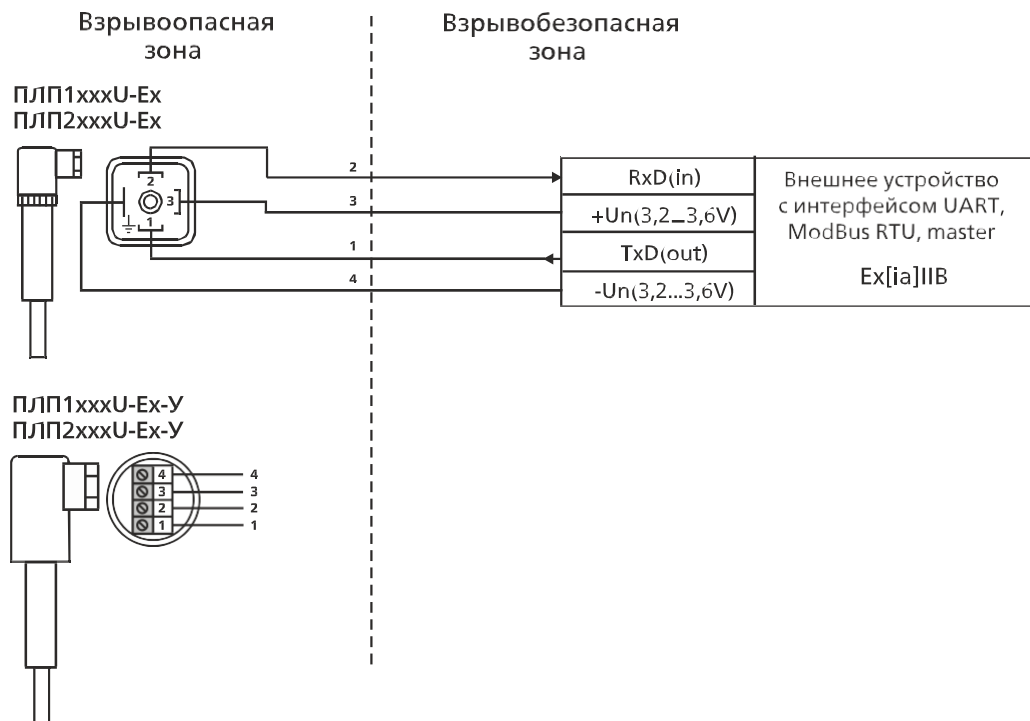 Взрывоопасная
зона
Взрывобезопасная
зона
ПЛП1xxxU-Ex
ПЛП2xxxU-Ex
2
3
1
2
3
1
4
RxD(in)
+Un(3,2...3,6V)
TxD(out)
-Un(3,2...3,6V)
Внешнее устройство
с интерфейсом UART,
ModBus RTU, master
Ex[ia]IIB
ПЛП1xxxU-Ex-У
ПЛП2xxxU-Ex-У
4 4
3 3
2 2
1 1